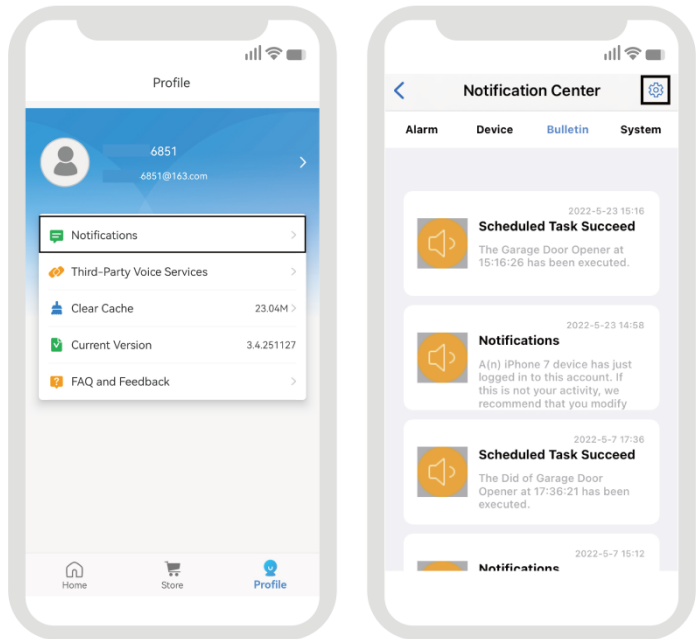 Profile
6851
6851@163.com
Notifications
Third-Party Voice Services
Clear Cache
23.04M
Current Version
3.4.251127
FAQ and Feedback
Home
Store
Profile
Notification Center
Alarm
Device
Bulletin
System
2022-5-23 15:16
Scheduled Task Succeed
The Garage Door Opener at
15:16:26 has been executed.
2022-5-23 14:58
Notifications
A(n) iPhone 7 device has just
logged in to this account. If
this is not your activity, we
recommend that you modify
2022-5-7 17:36
Scheduled Task Succeed
The Did of Garage Door
Opener at 17:36:21 has been
executed.
2022-5-7 15:12
Notifications